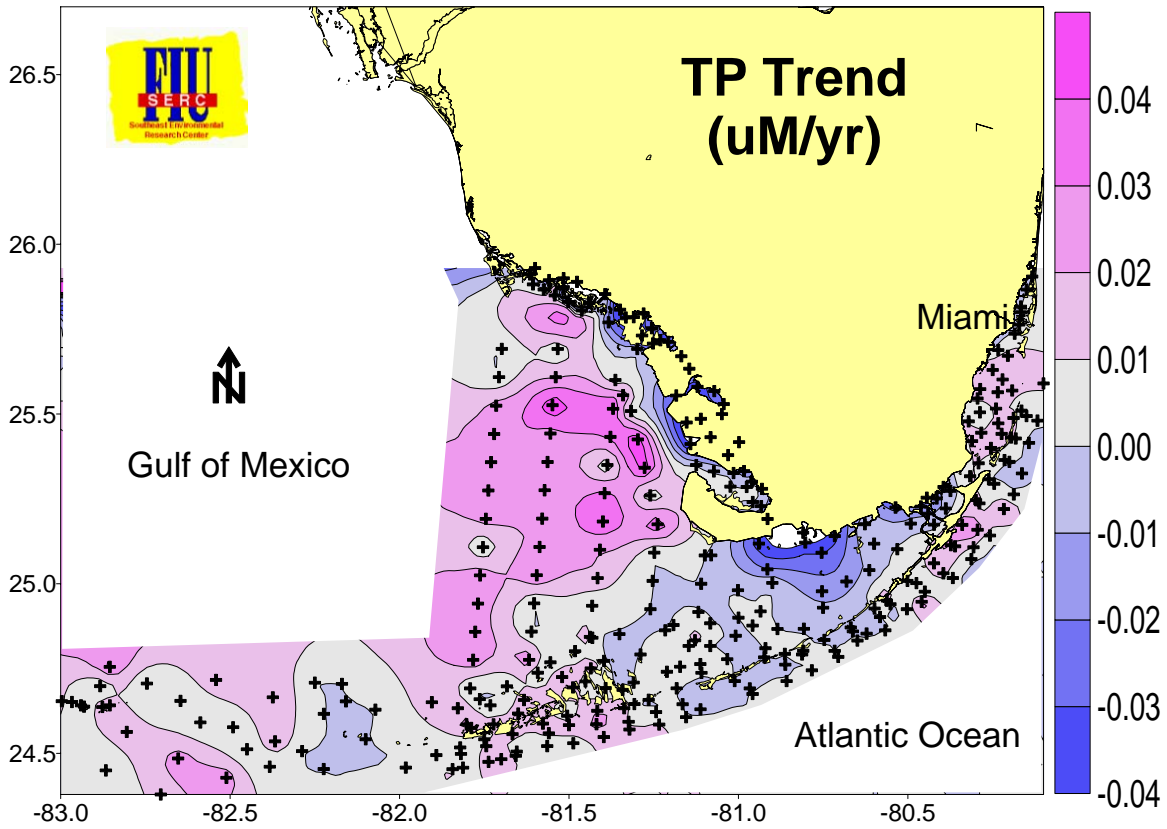 FIU
SERC
Southeast Environmental
Research Center
TP Trend
(uM/yr)
26.5
26.0
25.5
25.0
24.5
-83.0
-82.5
-82.0
-81.5
-81.0
-80.5
N
Gulf of Mexico
Miami
Atlantic Ocean
0.04
0.03
0.02
0.01
0.00
-0.01
-0.02
-0.03
-0.04